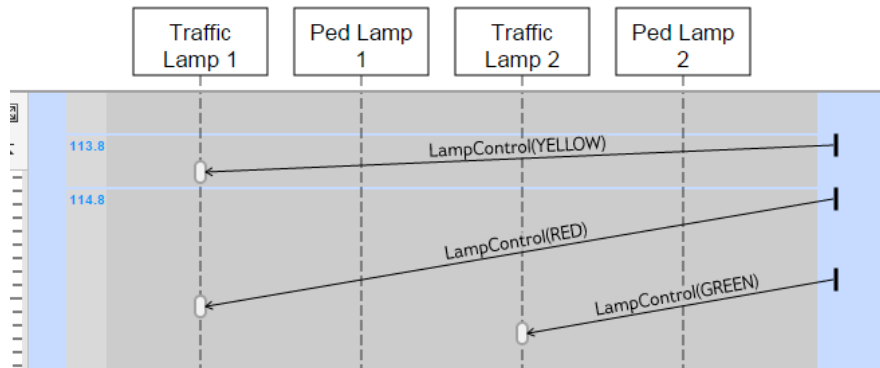 Traffic
Lamp 1
Ped Lamp
1
Traffic
Lamp 2
Ped Lamp
2
113.8
LampControl(YELLOW)
114.8
LampControl(RED)
LampControl(GREEN)